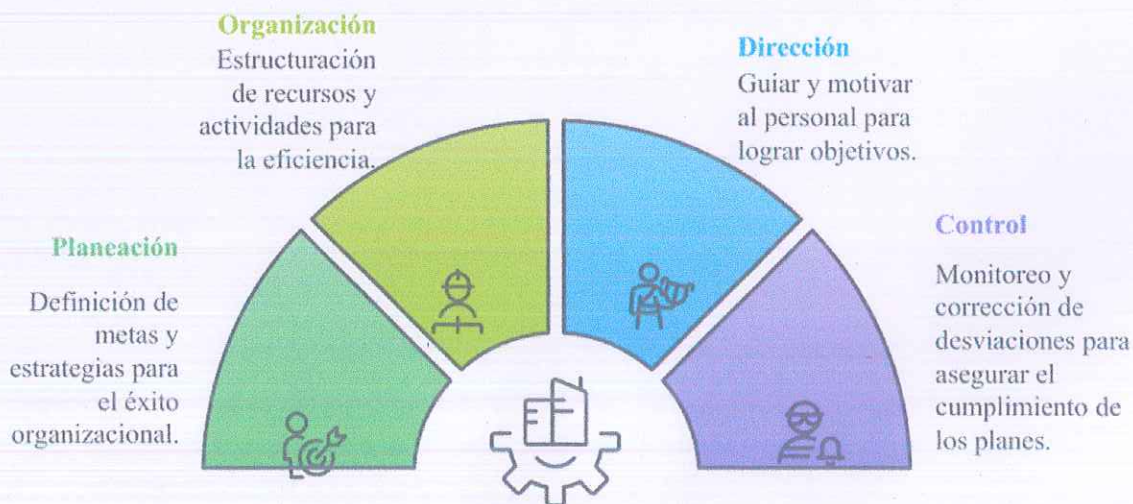 Organización
Estructuración
de recursos y
actividades para
la eficiencia.
Dirección
Guiar y motivar
al personal para
lograr objetivos.
Planeación
Definición de
metas y
estrategias para
el éxito
organizacional.
Control
Monitoreo y
corrección de
desviaciones para
asegurar el
cumplimiento de
los planes.